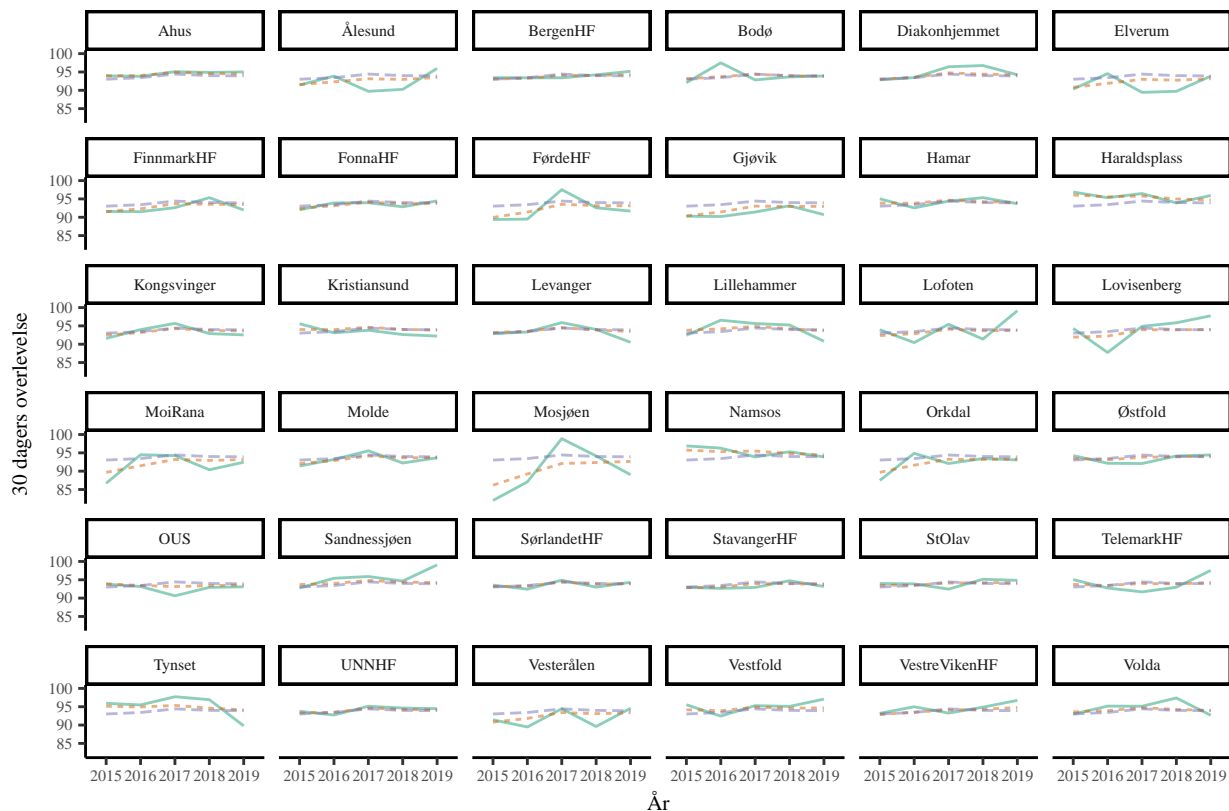 Ahus Ålesund BergenHF Bodø Diakonhjemmet Elverum
100
95
90
85
FinnmarkHF FonnaHF FørdeHF Gjøvik Hamar Haraldsplass
100
95
90
85
Kongsvinger Kristiansund Levanger Lillehammer Lofoten Lovisenberg
100
95
90
85
30 dagers overlevelse
MoiRana Molde Mosjøen Namsos Orkdal Østfold
100
95
90
85
OUS Sandnessjøen SørlandetHF StavangerHF StOlav TelemarkHF
100
95
90
85
Tynset UNNHF Vesterålen Vestfold VestreVikenHF Volda
100
95
90
85
2015 2016 2017 2018 2019 2015 2016 2017 2018 2019 2015 2016 2017 2018 2019 2015 2016 2017 2018 2019 2015 2016 2017 2018 2019 2015 2016 2017 2018 2019
År